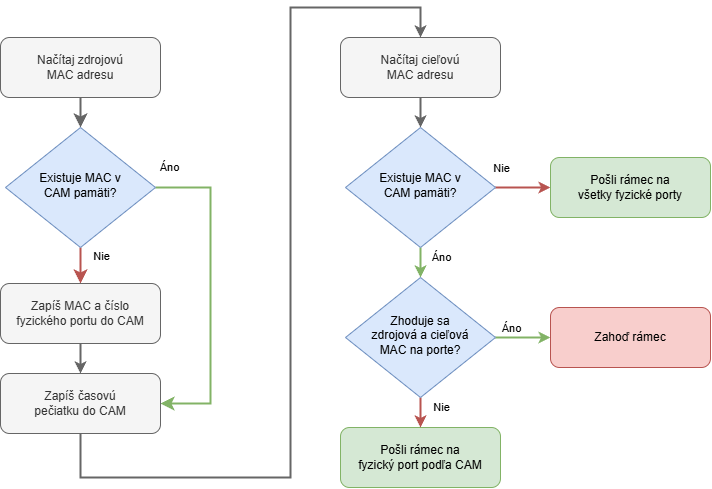 Načítaj zdrojovú
MAC adresu
Existuje MAC v
CAM pamäti?
Áno
Nie
Zapíš MAC a číslo
fyzického portu do CAM
Zapíš časovú
pečiatku do CAM
Načítaj cieľovú
MAC adresu
Existuje MAC v
CAM pamäti?
Nie
Pošli rámec na
všetky fyzické porty
Áno
Zhoduje sa
zdrojová a cieľová
MAC na porte?
Áno
Zahoď rámec
Nie
Pošli rámec na
fyzický port podľa CAM